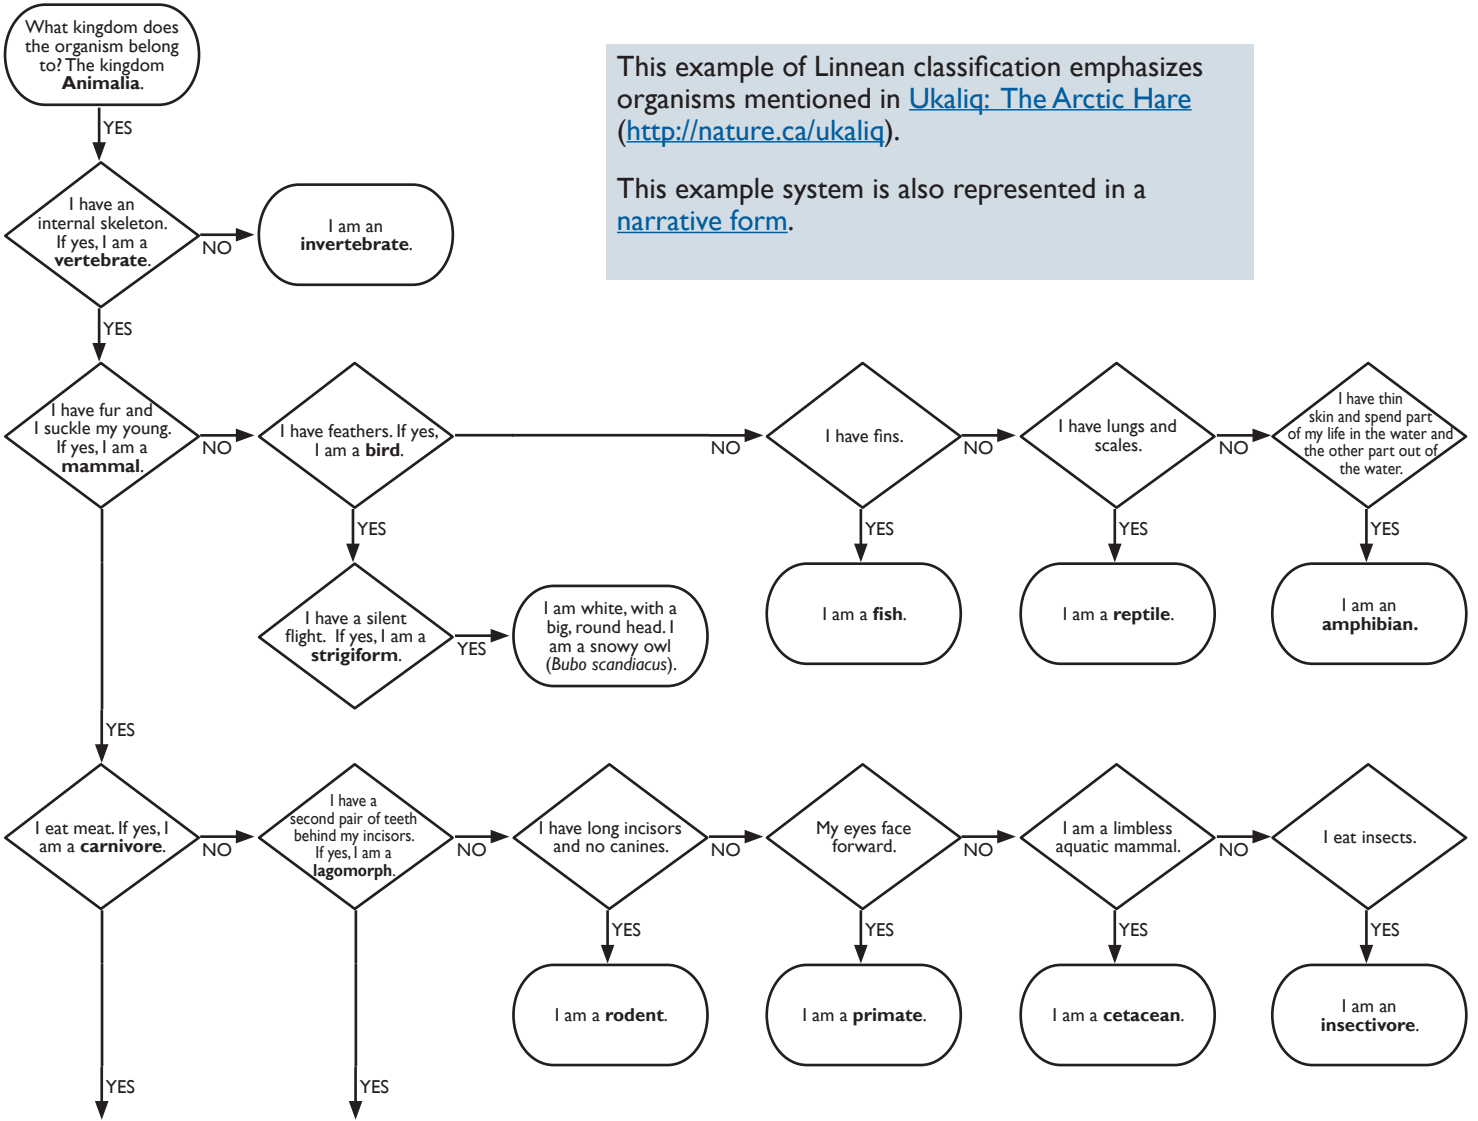 What kingdom does
the organism belong
to? The kingdom
Animalia.
This example of Linnean classification emphasizes
organisms mentioned in Ukaliq: The Arctic Hare
(http://nature.ca/ukaliq).
This example system is also represented in a
narrative form.
YES
I have an
internal skeleton.
If yes, I am a
vertebrate.
NO
I am an
invertebrate.
YES
I have fur and
I suckle my young.
If yes, I am a
mammal.
NO
I have feathers. If yes,
I am a bird.
NO
I have fins.
NO
I have lungs and
scales.
NO
I have thin
skin and spend part
of my life in the water and
the other part out of
the water.
YES
YES
YES
YES
I have a silent
flight. If yes, I am a
strigiform.
YES
I am white, with a
big, round head. I
am a snowy owl
(Bubo scandiacus).
I am a fish.
I am a reptile.
I am an
amphibian.
YES
I eat meat. If yes, I
am a carnivore.
NO
I have a
second pair of teeth
behind my incisors.
If yes, I am a
lagomorph.
NO
I have long incisors
and no canines.
NO
My eyes face
forward.
NO
I am a limbless
aquatic mammal.
NO
I eat insects.
YES
YES
YES
YES
I am a rodent.
I am a primate.
I am a cetacean.
I am an
insectivore.
YES
YES